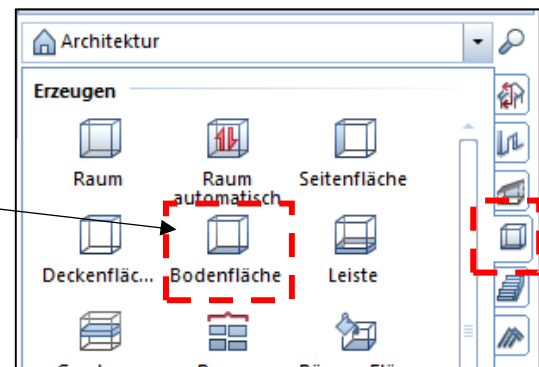 Architektur
Erzeugen
Raum
Raum
automatisch
Seitenfläche
Deckenfläc...
Bodenfläche
Leiste